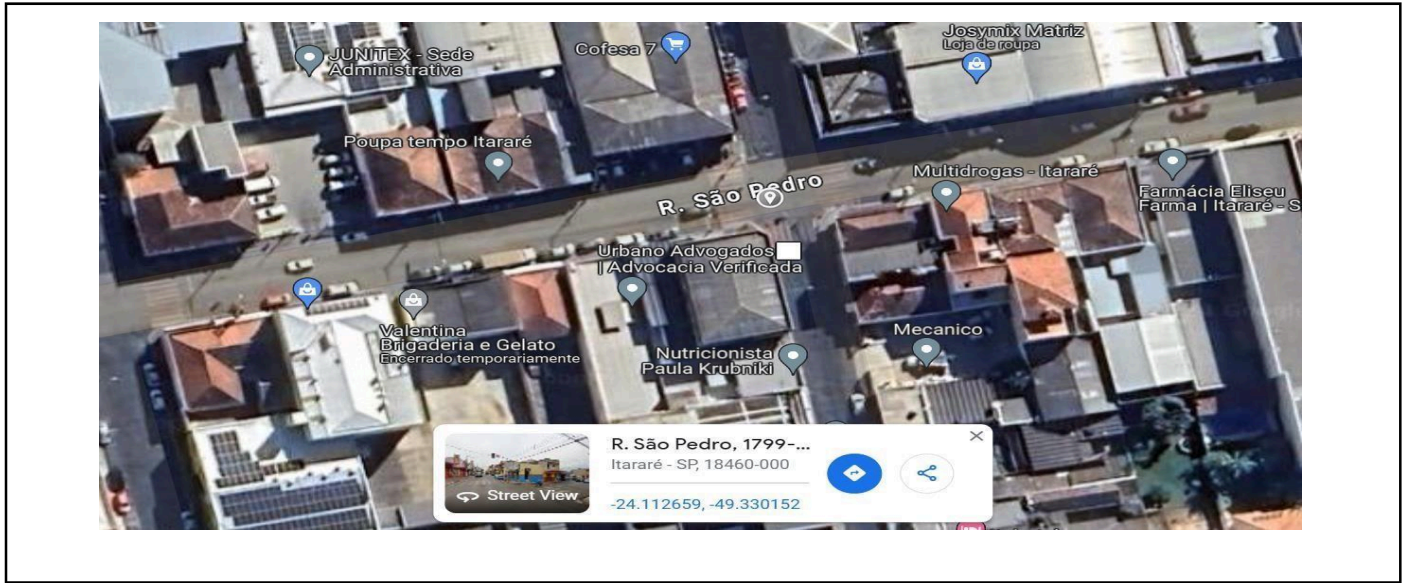 Josymix Matriz
Loja de roupa
JUNITEX - Sede
Administrativa
Cofesa 7
Poupa tempo Itararé
Multidrogas - Itararé
R. São Pedro
Farmácia Eliseu
Farma | Itararé - S
Urbano Advogados
| Advocacia Verificada
Valentina
Brigaderia e Gelato
Encerrado temporariamente
Mecanico
Nutricionista
Paula Krubniki
R. São Pedro, 1799-...
Itararé - SP, 18460-000
Street View
-24.112659, -49.330152